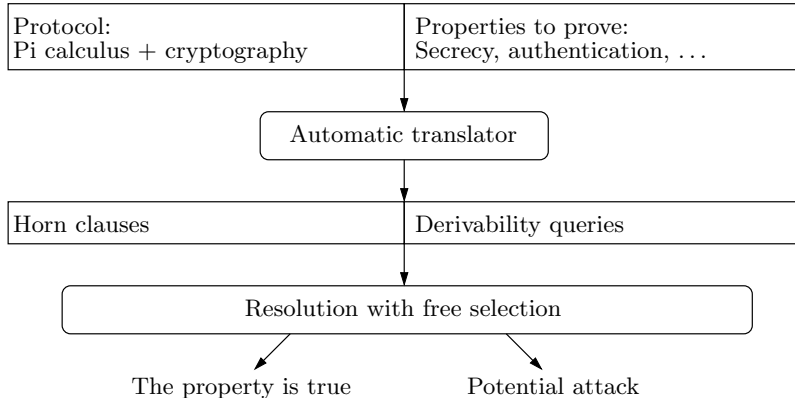 Protocol:
Pi calculus + cryptography
Properties to prove:
Secrecy, authentication, …
Automatic translator
Horn clauses
Derivability queries
Resolution with free selection
The property is true
Potential attack